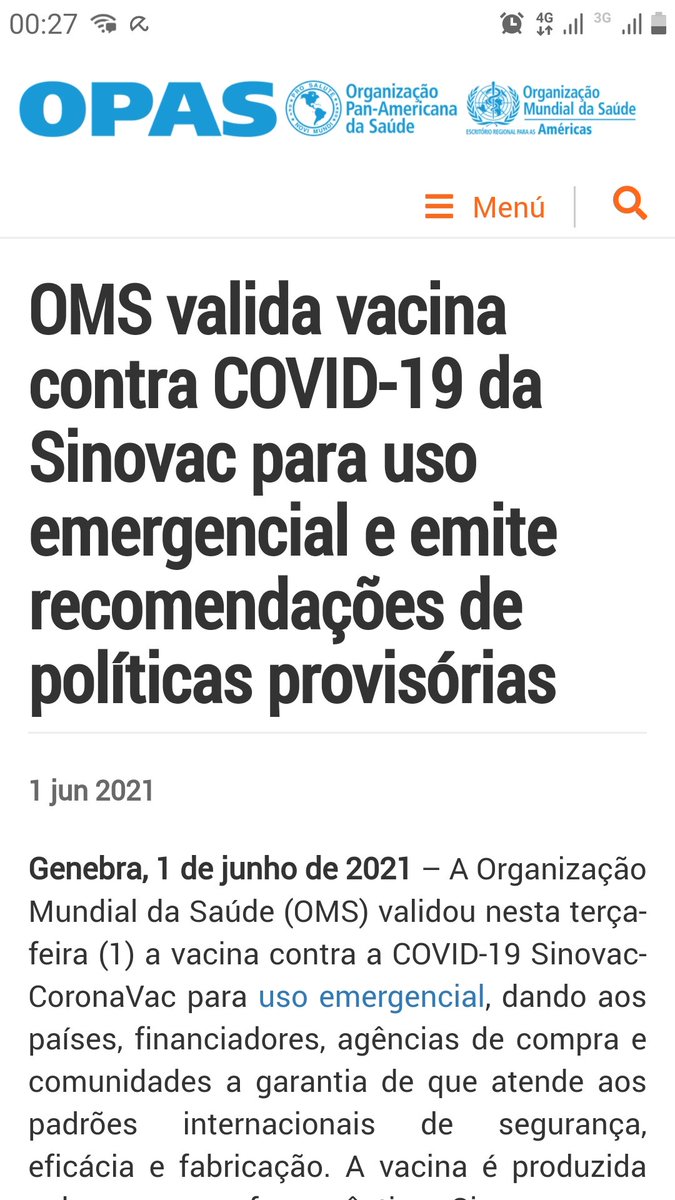 00:27
4G
3G
OPAS
PRO SALUTE
NOVI MUNDI
Organização
Pan-Americana
da Saúde
Organização
Mundial da Saúde
ESCRITÓRIO REGIONAL PARA AS Américas
Menú
OMS valida vacina
contra COVID-19 da
Sinovac para uso
emergencial e emite
recomendações de
políticas provisórias
1 jun 2021
Genebra, 1 de junho de 2021 – A Organização
Mundial da Saúde (OMS) validou nesta terça-
feira (1) a vacina contra a COVID-19 Sinovac-
CoronaVac para uso emergencial, dando aos
países, financiadores, agências de compra e
comunidades a garantia de que atende aos
padrões internacionais de segurança,
eficácia e fabricação. A vacina é produzida